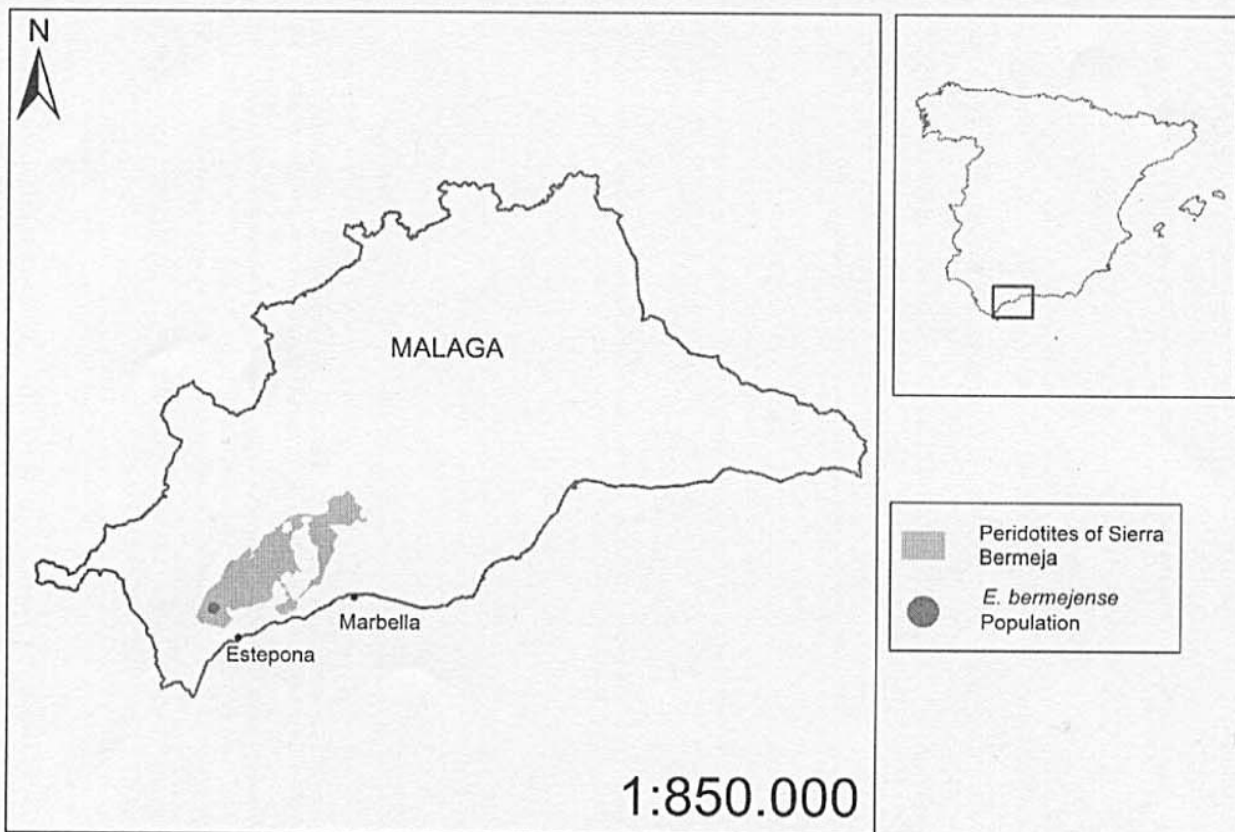 N
MALAGA
Marbella
Estepona
1:850.000
Peridotites of Sierra
Bermeja
E. bermejense
Population